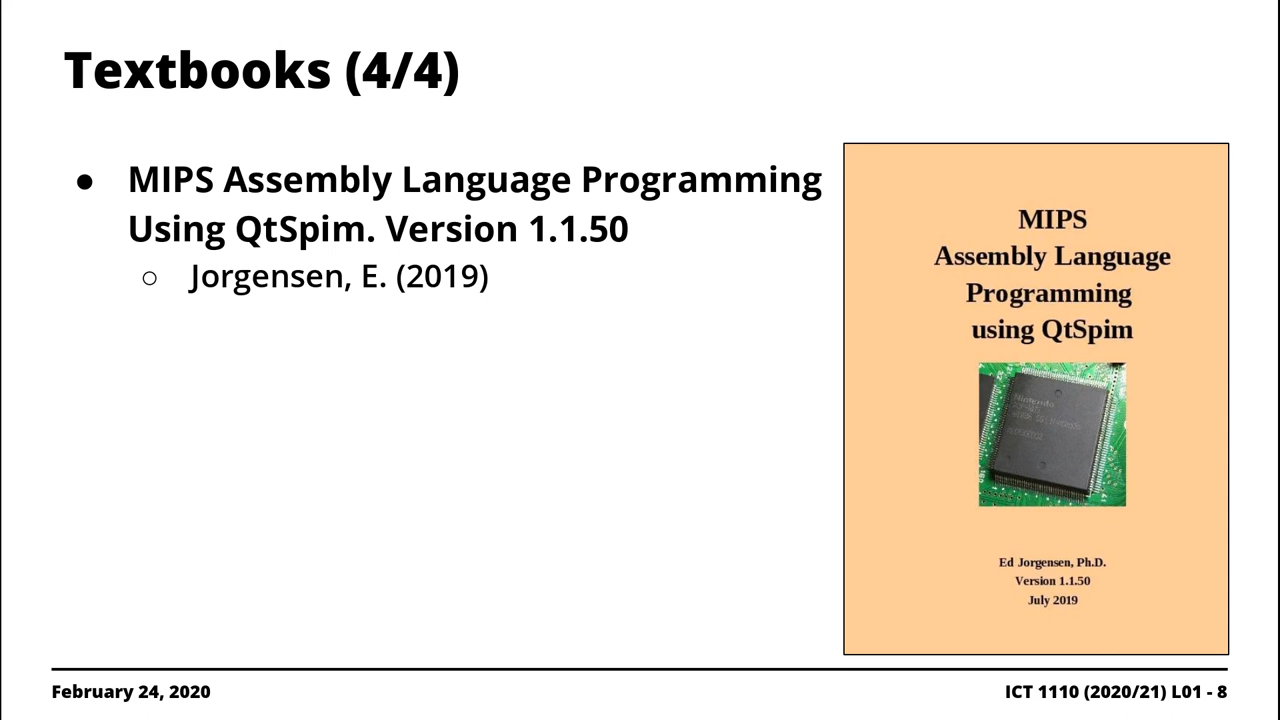 Textbooks (4/4)
● MIPS Assembly Language Programming
Using QtSpim. Version 1.1.50
○ Jorgensen, E. (2019)
MIPS
Assembly Language
Programming
using QtSpim
Nintendo
Ed Jorgensen, Ph.D.
Version 1.1.50
July 2019
February 24, 2020
ICT 1110 (2020/21) L01 - 8